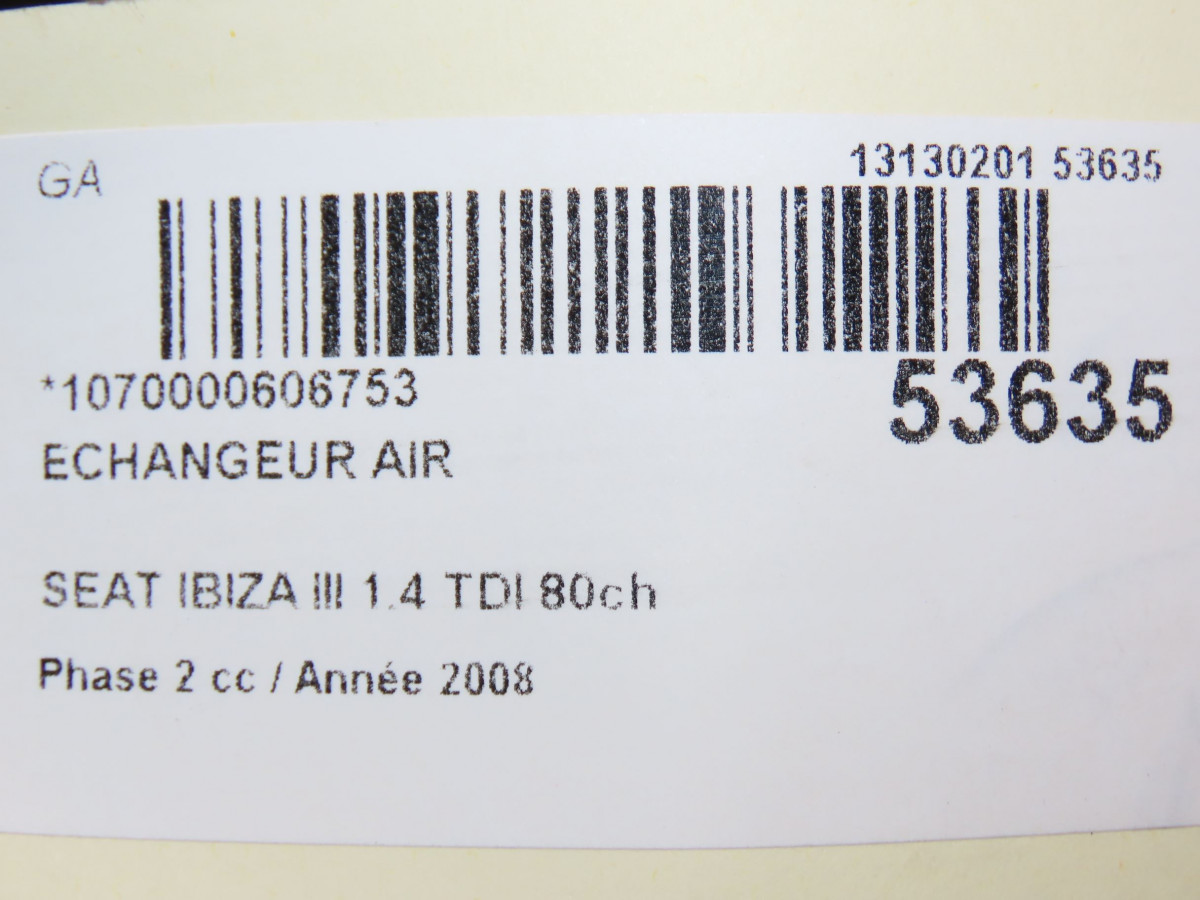 GA
13130201 53635
*1070000606753
53635
ECHANGEUR AIR
SEAT IBIZA III 1.4 TDI 80ch
Phase 2 cc / Année 2008